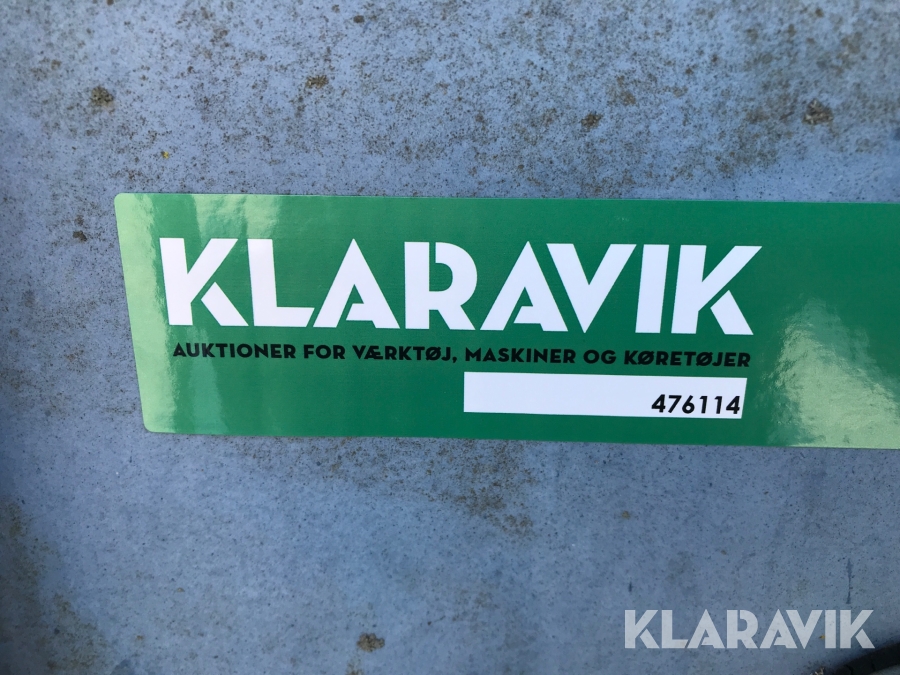 KLARAVIK
AUKTIONER FOR VÆRKTØJ, MASKINER OG KØRETØJER
476114
KLARAVIK